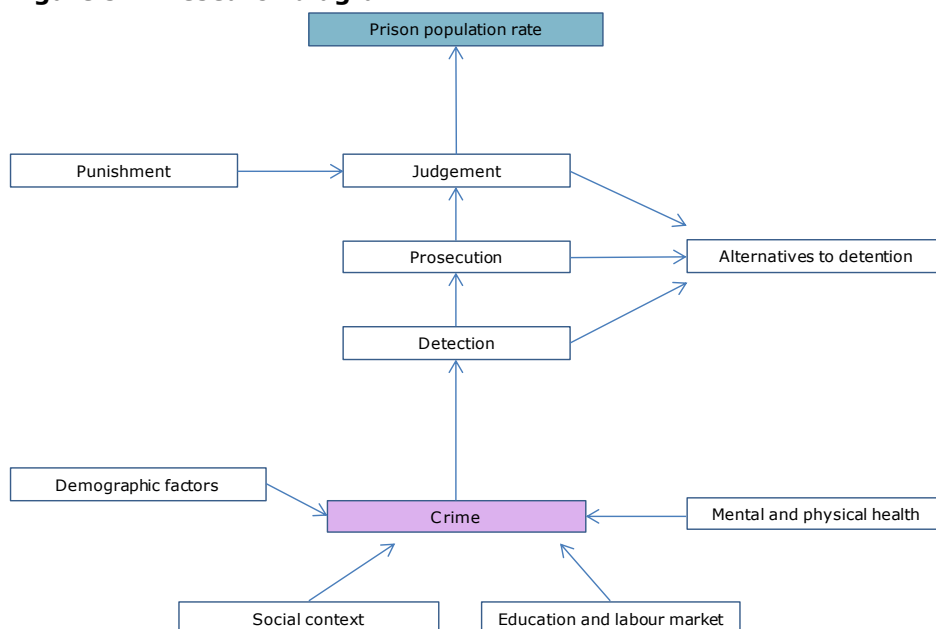 Prison population rate
Punishment
Judgement
Prosecution
Alternatives to detention
Detection
Demographic factors
Crime
Mental and physical health
Social context
Education and labour market